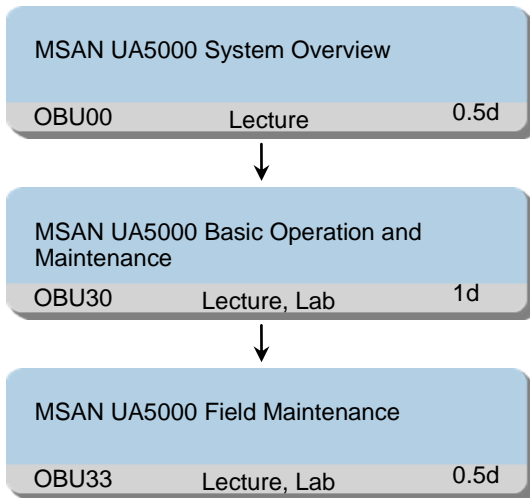 MSAN UA5000 System Overview
OBU00 Lecture 0.5d
MSAN UA5000 Basic Operation and
Maintenance
OBU30 Lecture, Lab 1d
MSAN UA5000 Field Maintenance
OBU33 Lecture, Lab 0.5d